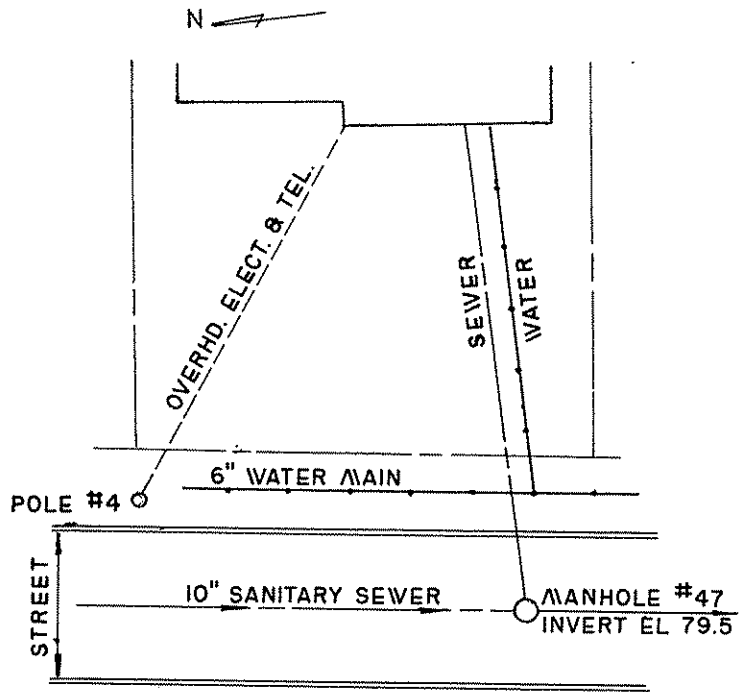 N
OVERHD. ELECT. & TEL.
SEWER
WATER
6" WATER MAIN
POLE #4
STREET
10" SANITARY SEWER
MANHOLE #47
INVERT EL 79.5